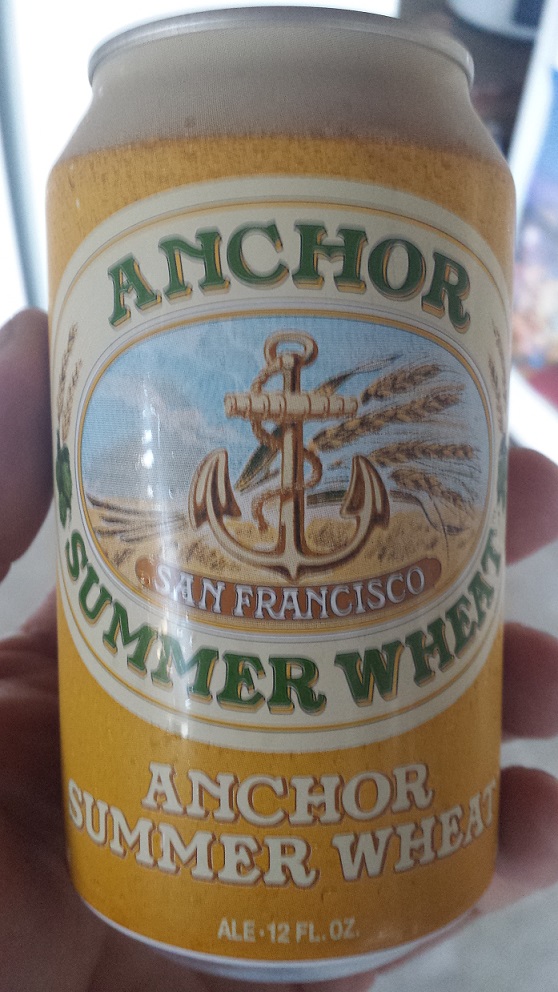 ANCHOR
SAN FRANCISCO
SUMMER WHEAT
ANCHOR
SUMMER WHEAT
ALE·12 FL. OZ.